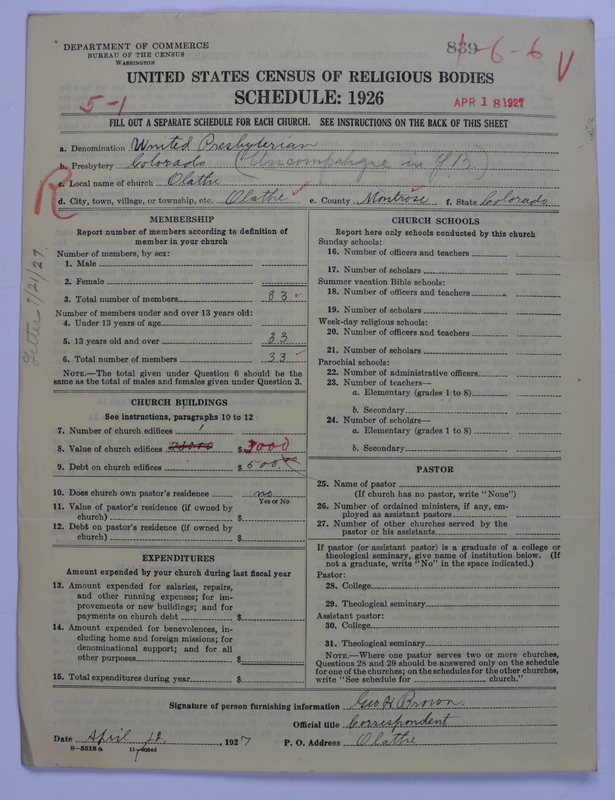 DEPARTMENT OF COMMERCE
BUREAU OF THE CENSUS
WASHINGTON
839-6-6
V
UNITED STATES CENSUS OF RELIGIOUS BODIES
SCHEDULE: 1926
5-1
APR 18 1927
FILL OUT A SEPARATE SCHEDULE FOR EACH CHURCH. SEE INSTRUCTIONS ON THE BACK OF THIS SHEET
R
a. Denomination United Presbyterian
b. Presbytery Colorado (Uncompahgre in Y.B.)
c. Local name of church Olathe
d. City, town, village, or township, etc. Olathe e. County Montrose f. State Colorado
Letter 7/21/27
MEMBERSHIP
Report number of members according to definition of
member in your church
Number of members, by sex:
1. Male
2. Female
3. Total number of members 33
Number of members under and over 13 years old:
4. Under 13 years of age
5. 13 years old and over 33
6. Total number of members 33
NOTE.—The total given under Question 6 should be
the same as the total of males and females given under Question 3.
CHURCH BUILDINGS
See instructions, paragraphs 10 to 12
7. Number of church edifices 1
8. Value of church edifices $ 3000
9. Debt on church edifices $ 500
10. Does church own pastor's residence no
Yes or No
11. Value of pastor's residence (if owned by
church) $
12. Debt on pastor's residence (if owned by
church) $
EXPENDITURES
Amount expended by your church during last fiscal year
13. Amount expended for salaries, repairs,
and other running expenses; for im-
provements or new buildings; and for
payments on church debt $
14. Amount expended for benevolences, in-
cluding home and foreign missions; for
denominational support; and for all
other purposes $
15. Total expenditures during year $
CHURCH SCHOOLS
Report here only schools conducted by this church
Sunday schools:
16. Number of officers and teachers
17. Number of scholars
Summer vacation Bible schools:
18. Number of officers and teachers
19. Number of scholars
Week-day religious schools:
20. Number of officers and teachers
21. Number of scholars
Parochial schools:
22. Number of administrative officers
23. Number of teachers—
a. Elementary (grades 1 to 8)
b. Secondary
24. Number of scholars—
a. Elementary (grades 1 to 8)
b. Secondary
PASTOR
25. Name of pastor
(If church has no pastor, write "None")
26. Number of ordained ministers, if any, em-
ployed as assistant pastors
27. Number of other churches served by the
pastor or his assistants
If pastor (or assistant pastor) is a graduate of a college or
theological seminary, give name of institution below. (If
not a graduate, write "No" in the space indicated.)
Pastor:
28. College
29. Theological seminary
Assistant pastor:
30. College
31. Theological seminary
NOTE.—Where one pastor serves two or more churches,
Questions 28 and 29 should be answered only on the schedule
for one of the churches; on the schedules for the other churches,
write "See schedule for church."
Signature of person furnishing information Geo H Brown.
Official title Correspondent
Date April 12, 1927 P. O. Address Olathe
8-5518 a